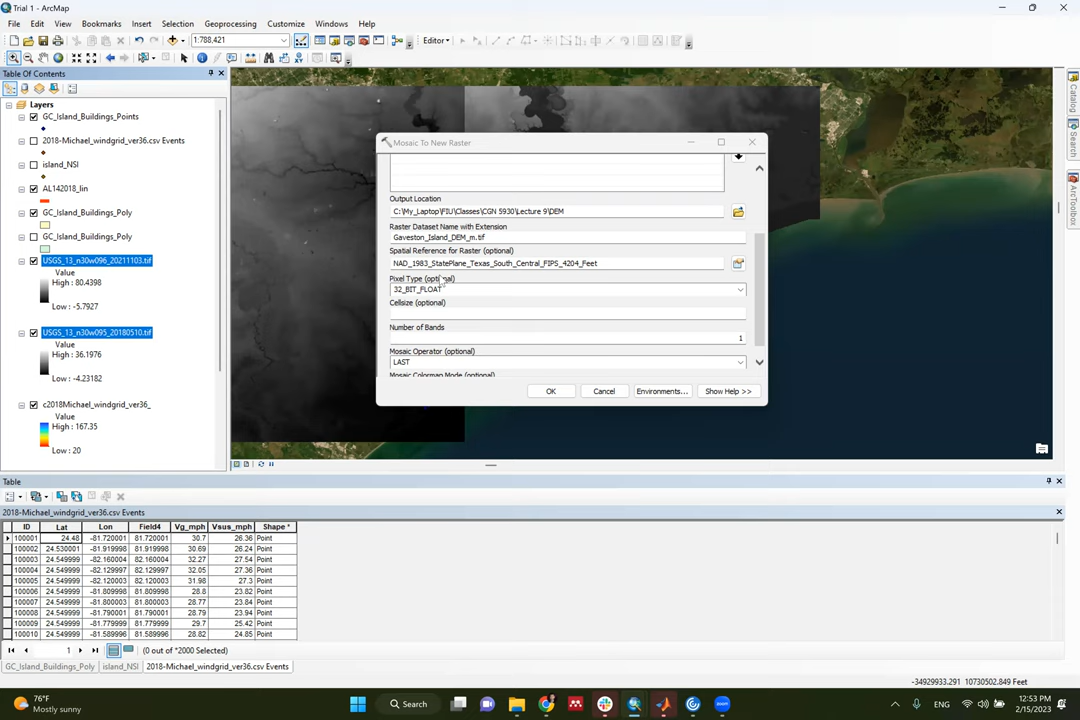 Trial 1 - ArcMap
File Edit View Bookmarks Insert Selection Geoprocessing Customize Windows Help
1:788,421
Editor
Table Of Contents
Layers
GC_Island_Buildings_Points
2018-Michael_windgrid_ver36.csv Events
island_NSI
AL142018_lin
GC_Island_Buildings_Poly
GC_Island_Buildings_Poly
USGS_13_n30w096_20211103.tif
Value
High : 80.4398
Low : -5.7927
USGS_13_n30w095_20180510.tif
Value
High : 36.1976
Low : -4.23182
c2018Michael_windgrid_ver36_
Value
High : 167.35
Low : 20
Mosaic To New Raster
Output Location
C:\My_Laptop\FIU\Classes\CGN 5930\Lecture 9\DEM
Raster Dataset Name with Extension
Gaveston_Island_DEM_m.tif
Spatial Reference for Raster (optional)
NAD_1983_StatePlane_Texas_South_Central_FIPS_4204_Feet
Pixel Type (optional)
32_BIT_FLOAT
Cellsize (optional)
Number of Bands
1
Mosaic Operator (optional)
LAST
Mosaic Colormap Mode (optional)
OK Cancel Environments... Show Help >>
Catalog
Search
ArcToolbox
Table
2018-Michael_windgrid_ver36.csv Events
ID Lat Lon Field4 Vg_mph Vsus_mph Shape *
100001 24.48 -81.720001 81.720001 30.7 26.36 Point
100002 24.530001 -81.919998 81.919998 30.69 26.24 Point
100003 24.549999 -82.160004 82.160004 32.27 27.54 Point
100004 24.549999 -82.129997 82.129997 32.05 27.36 Point
100005 24.549999 -82.120003 82.120003 31.98 27.3 Point
100006 24.549999 -81.809998 81.809998 28.8 23.82 Point
100007 24.549999 -81.800003 81.800003 28.77 23.84 Point
100008 24.549999 -81.790001 81.790001 28.79 23.94 Point
100009 24.549999 -81.779999 81.779999 29.7 25.42 Point
100010 24.549999 -81.589996 81.589996 28.82 24.85 Point
1 (0 out of *2000 Selected)
GC_Island_Buildings_Poly island_NSI 2018-Michael_windgrid_ver36.csv Events
-34929933.291 10730502.849 Feet
76°F
Mostly sunny
Search
ENG
12:53 PM
2/15/2023